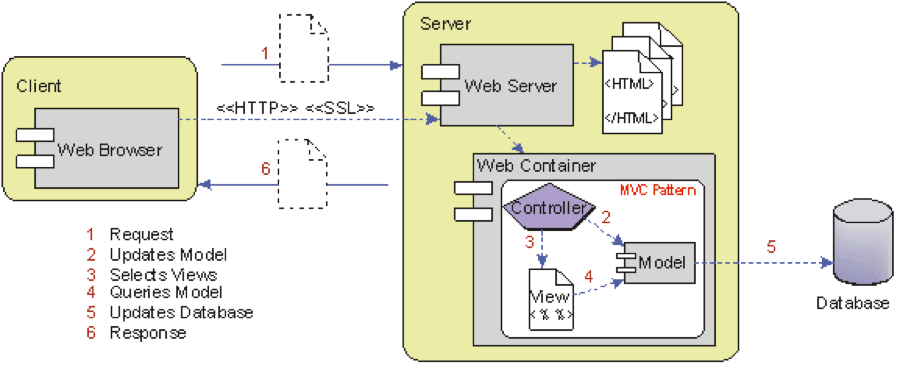 Server
1
Client
Web Server
<HTML>
</HTML>
<<HTTP>> <<SSL>>
Web Browser
6
Web Container
MVC Pattern
Controller
2
3
Model
5
4
View
< % %>
Database
1 Request
2 Updates Model
3 Selects Views
4 Queries Model
5 Updates Database
6 Response